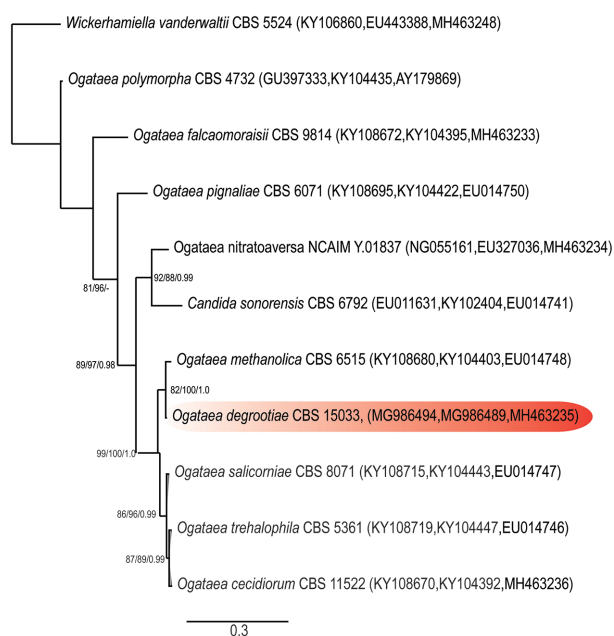 Wickerhamiella vanderwaltii CBS 5524 (KY106860,EU443388,MH463248)
Ogataea polymorpha CBS 4732 (GU397333,KY104435,AY179869)
Ogataea falcaomoraisii CBS 9814 (KY108672,KY104395,MH463233)
Ogataea pignaliae CBS 6071 (KY108695,KY104422,EU014750)
Ogataea nitratoaversa NCAIM Y.01837 (NG055161,EU327036,MH463234)
92/88/0.99
81/96/-
Candida sonorensis CBS 6792 (EU011631,KY102404,EU014741)
Ogataea methanolica CBS 6515 (KY108680,KY104403,EU014748)
89/97/0.98
82/100/1.0
Ogataea degrootiae CBS 15033, (MG986494,MG986489,MH463235)
99/100/1.0
Ogataea salicorniae CBS 8071 (KY108715,KY104443,EU014747)
86/96/0.99
Ogataea trehalophila CBS 5361 (KY108719,KY104447,EU014746)
87/89/0.99
Ogataea cecidiorum CBS 11522 (KY108670,KY104392,MH463236)
0.3